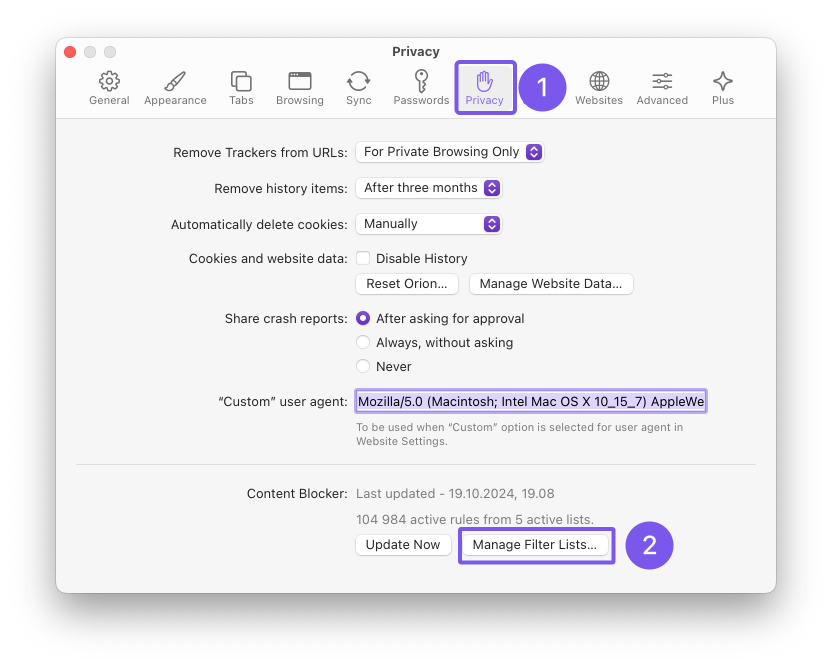 Privacy
General Appearance Tabs Browsing Sync Passwords Privacy 1 Websites Advanced Plus
Remove Trackers from URLs: For Private Browsing Only
Remove history items: After three months
Automatically delete cookies: Manually
Cookies and website data: Disable History
Reset Orion... Manage Website Data...
Share crash reports: After asking for approval
Always, without asking
Never
“Custom” user agent: Mozilla/5.0 (Macintosh; Intel Mac OS X 10_15_7) AppleWe
To be used when “Custom” option is selected for user agent in
Website Settings.
Content Blocker: Last updated - 19.10.2024, 19.08
104 984 active rules from 5 active lists.
Update Now Manage Filter Lists... 2